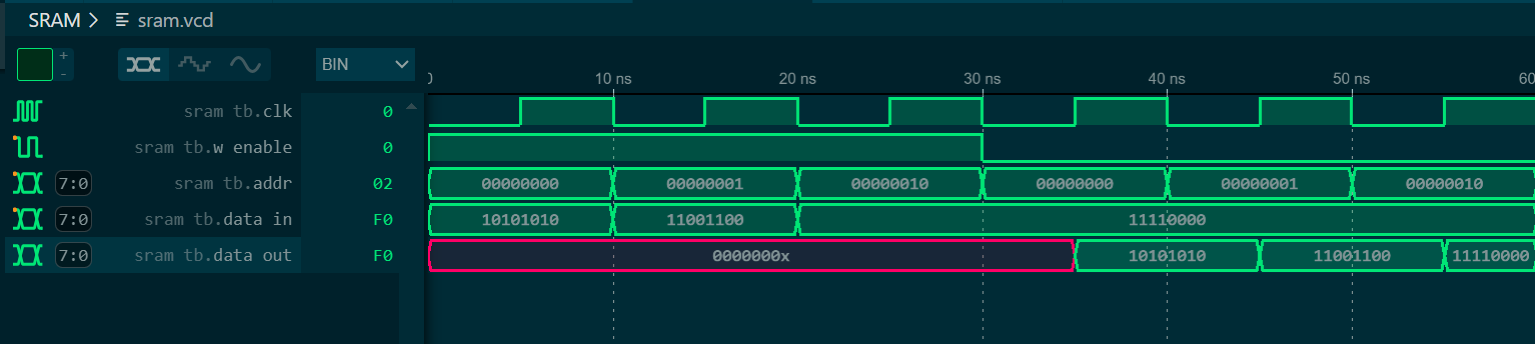 SRAM > sram.vcd
+
-
BIN
0 10 ns 20 ns 30 ns 40 ns 50 ns 60
sram tb.clk 0
sram tb.w enable 0
7:0 sram tb.addr 02 00000000 00000001 00000010 00000000 00000001 00000010
7:0 sram tb.data in F0 10101010 11001100 11110000
7:0 sram tb.data out F0 0000000x 10101010 11001100 11110000